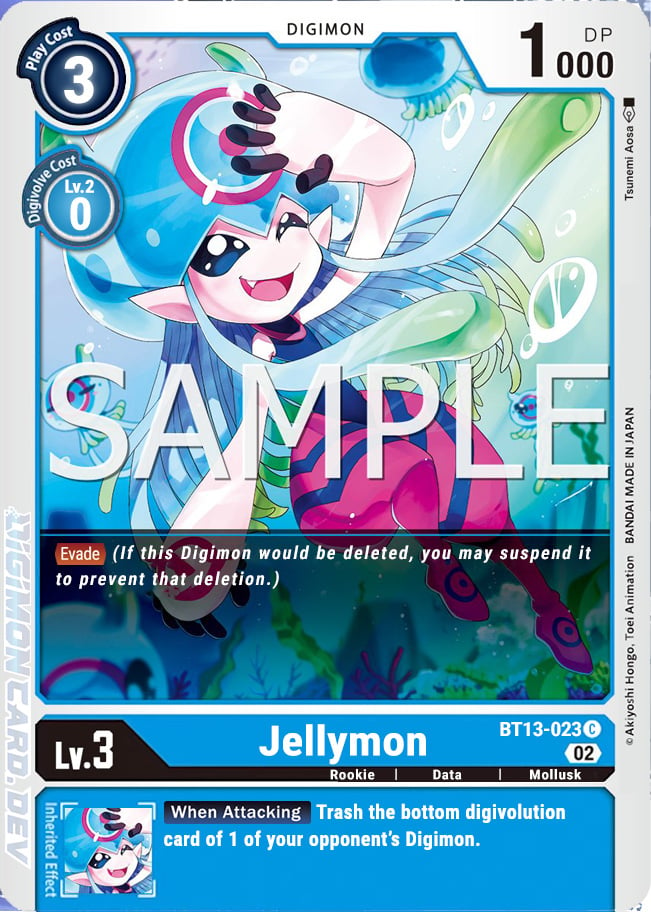 DIGIMON
Play Cost
3
1000
DP
Digivolve Cost
Lv.2
0
Tsunemi Aosa
SAMPLE
Evade (If this Digimon would be deleted, you may suspend it
to prevent that deletion.)
© Akiyoshi Hongo, Toei Animation BANDAI MADE IN JAPAN
DIGIMONCARD.DEV
Lv.3
Jellymon
BT13-023 C
02
Rookie | Data | Mollusk
Inherited Effect
When Attacking Trash the bottom digivolution
card of 1 of your opponent's Digimon.